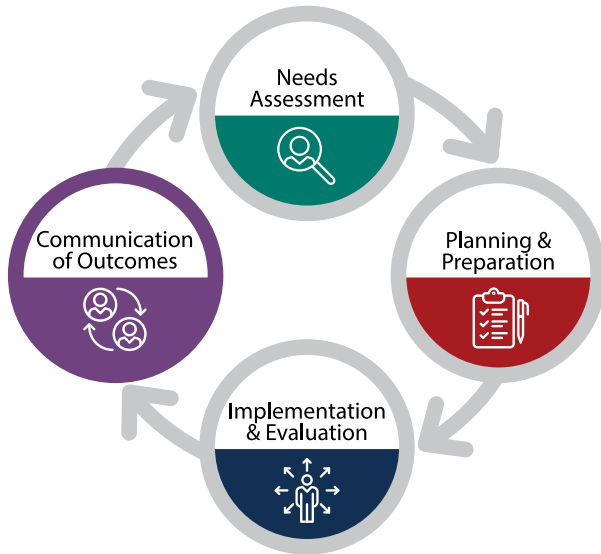 Needs
Assessment
Planning &
Preparation
Implementation
& Evaluation
Communication
of Outcomes